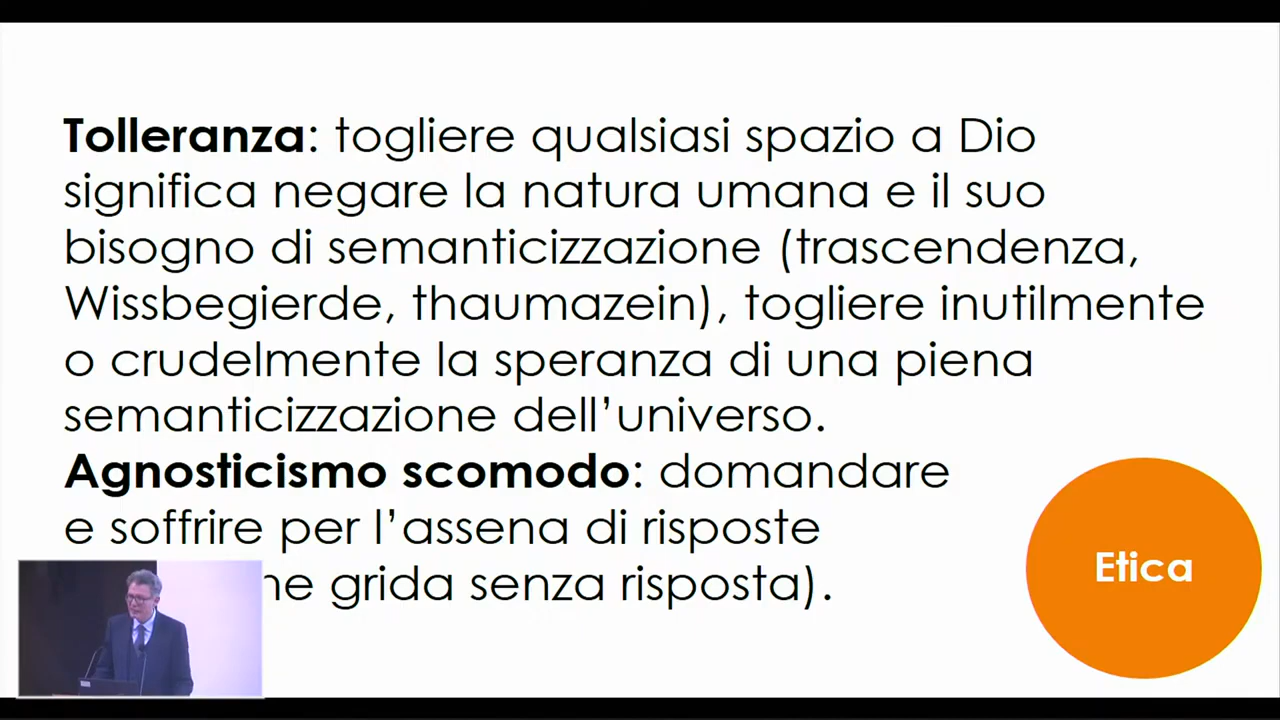 Tolleranza: togliere qualsiasi spazio a Dio
significa negare la natura umana e il suo
bisogno di semanticizzazione (trascendenza,
Wissbegierde, thaumazein), togliere inutilmente
o crudelmente la speranza di una piena
semanticizzazione dell’universo.
Agnosticismo scomodo: domandare
e soffrire per l’assena di risposte
grida senza risposta).
Etica